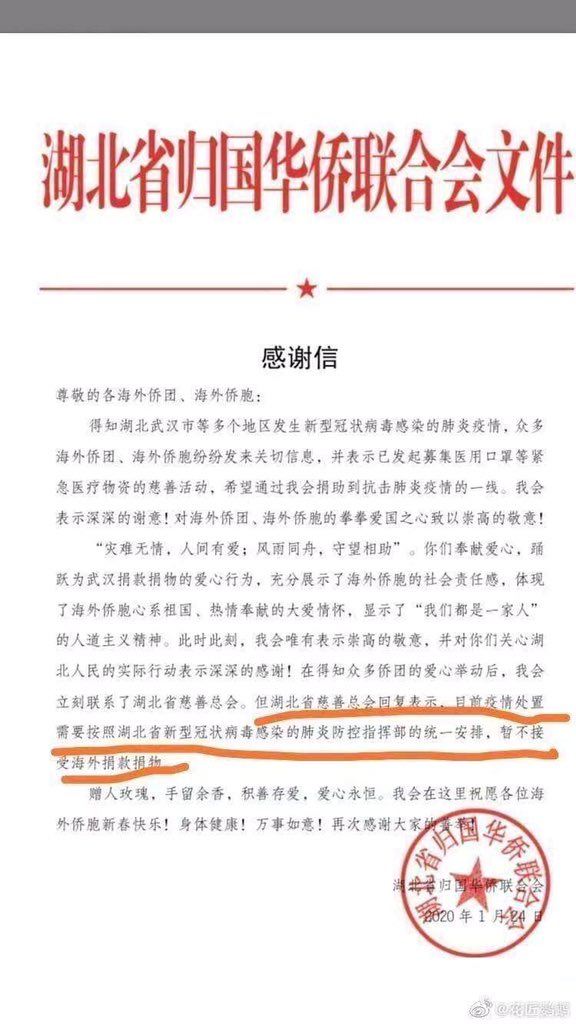 湖北省归国华侨联合会文件
感谢信
尊敬的各海外侨团、海外侨胞：
得知湖北武汉市等多个地区发生新型冠状病毒感染的肺炎疫情，众多
海外侨团、海外侨胞纷纷发来关切信息，并表示已发起募集医用口罩等紧
急医疗物资的慈善活动，希望通过我会捐助到抗击肺炎疫情的一线。我会
表示深深的谢意！对海外侨团、海外侨胞的拳拳爱国之心致以崇高的敬意！
“灾难无情，人间有爱；风雨同舟，守望相助”。你们奉献爱心，踊
跃为武汉捐款捐物的爱心行为，充分展示了海外侨胞的社会责任感，体现
了海外侨胞心系祖国、热情奉献的大爱情怀，显示了“我们都是一家人”
的人道主义精神。此时此刻，我会唯有表示崇高的敬意，并对你们关心湖
北人民的实际行动表示深深的感谢！在得知众多侨团的爱心举动后，我会
立刻联系了湖北省慈善总会。但湖北省慈善总会回复表示，目前疫情处置
需要按照湖北省新型冠状病毒感染的肺炎防控指挥部的统一安排，暂不接
受海外捐款捐物。
赠人玫瑰，手留余香，积善存爱，爱心永恒。我会在这里祝愿各位海
外侨胞新春快乐！身体健康！万事如意！再次感谢大家的善举！
湖北省归国华侨联合会
2020年1月24日
湖北省归国华侨联合会